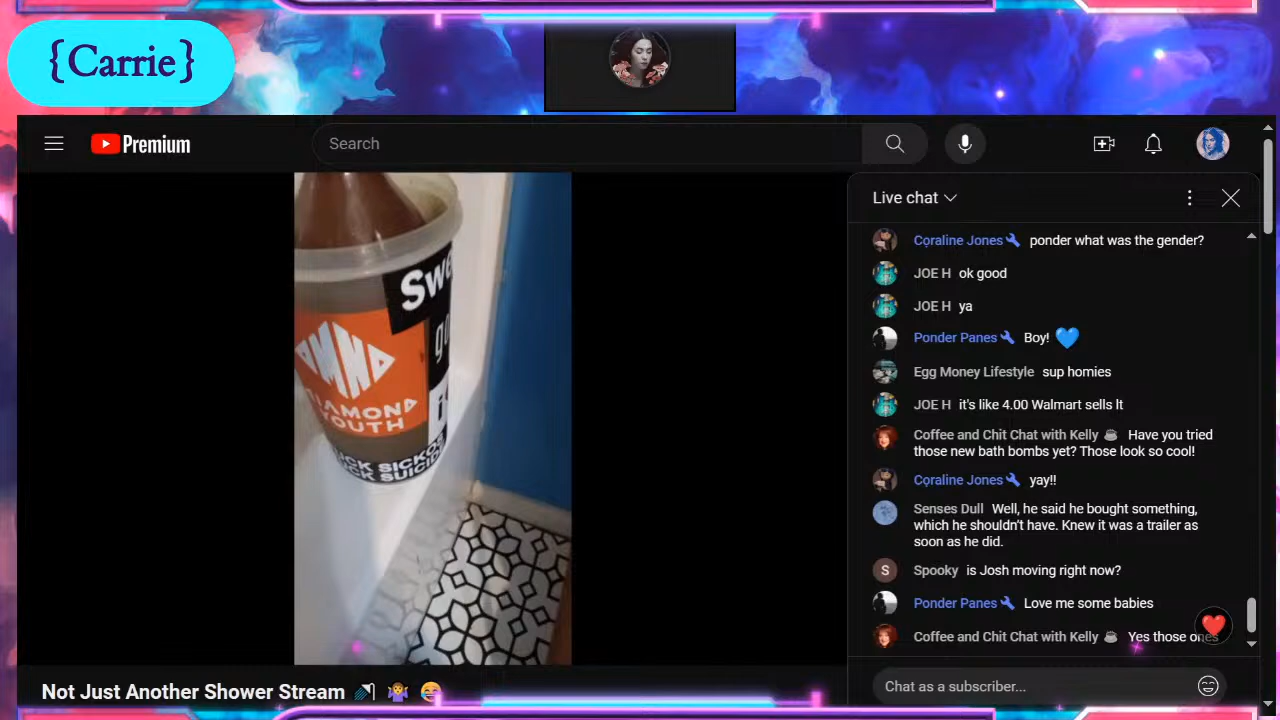 {Carrie}
Premium
Search
Live chat
Coraline Jones ponder what was the gender?
JOE H ok good
JOE H ya
Ponder Panes Boy! 💙
Egg Money Lifestyle sup homies
JOE H it's like 4.00 Walmart sells It
Coffee and Chit Chat with Kelly ☕ Have you tried
those new bath bombs yet? Those look so cool!
Coraline Jones yay!!
Senses Dull Well, he said he bought something,
which he shouldn't have. Knew it was a trailer as
soon as he did.
S Spooky is Josh moving right now?
Ponder Panes Love me some babies
Coffee and Chit Chat with Kelly ☕ Yes those ones
Chat as a subscriber...
DIAMOND
YOUTH
Not Just Another Shower Stream 🚿 🤷‍♀️ 😂